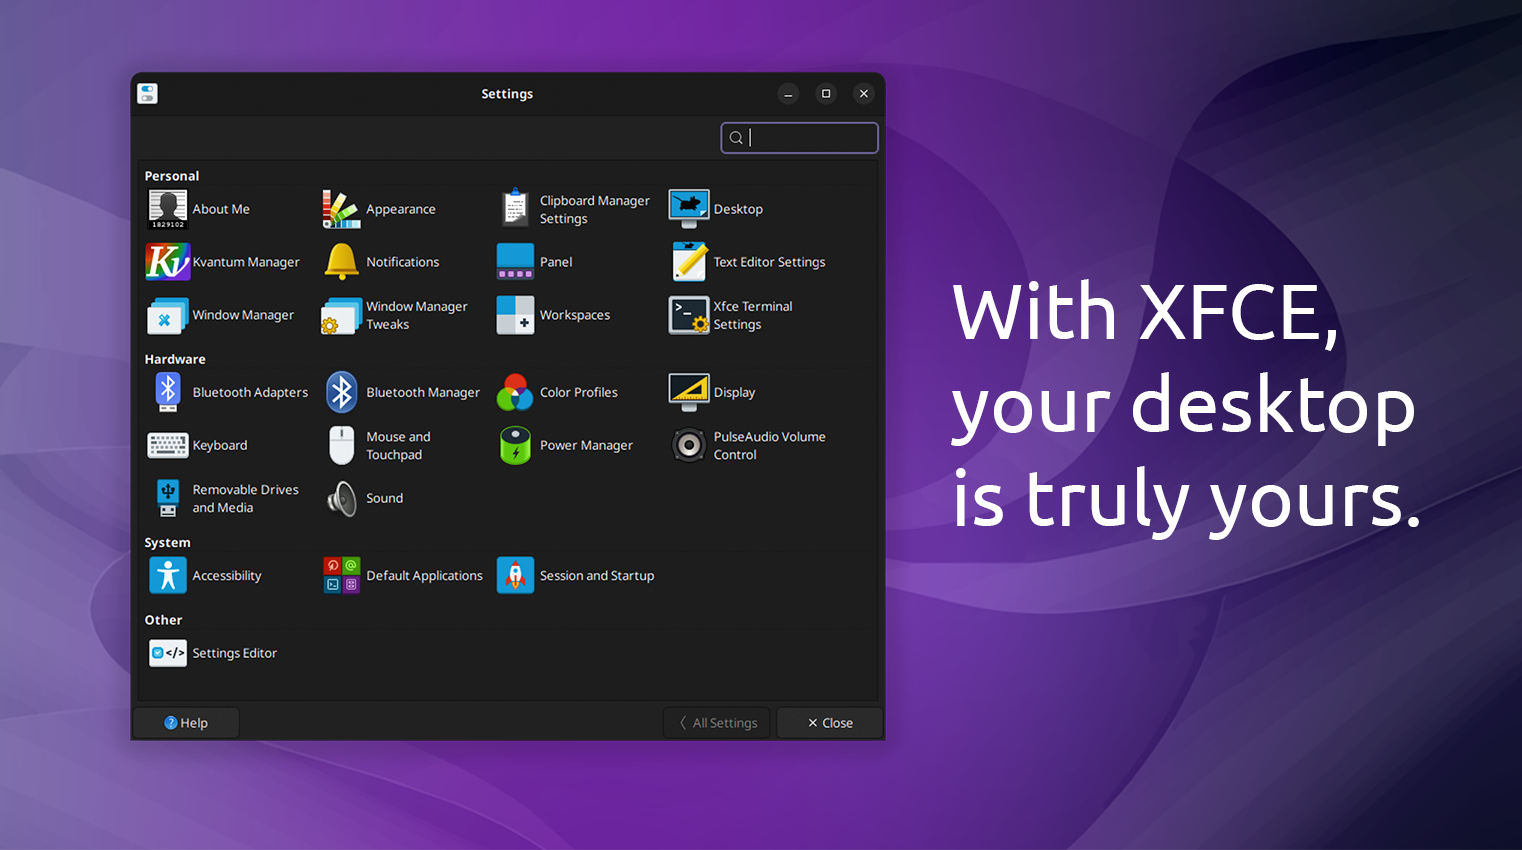 Settings
Personal
About Me
1829102
Appearance
Clipboard Manager
Settings
Desktop
Kv
Kvantum Manager
Notifications
Panel
Text Editor Settings
Window Manager
Window Manager
Tweaks
Workspaces
>_
Xfce Terminal
Settings
Hardware
Bluetooth Adapters
Bluetooth Manager
Color Profiles
Display
Keyboard
Mouse and
Touchpad
Power Manager
PulseAudio Volume
Control
Removable Drives
and Media
Sound
System
Accessibility
@
Default Applications
Session and Startup
Other
</>
Settings Editor
? Help
All Settings
Close
With XFCE,
your desktop
is truly yours.